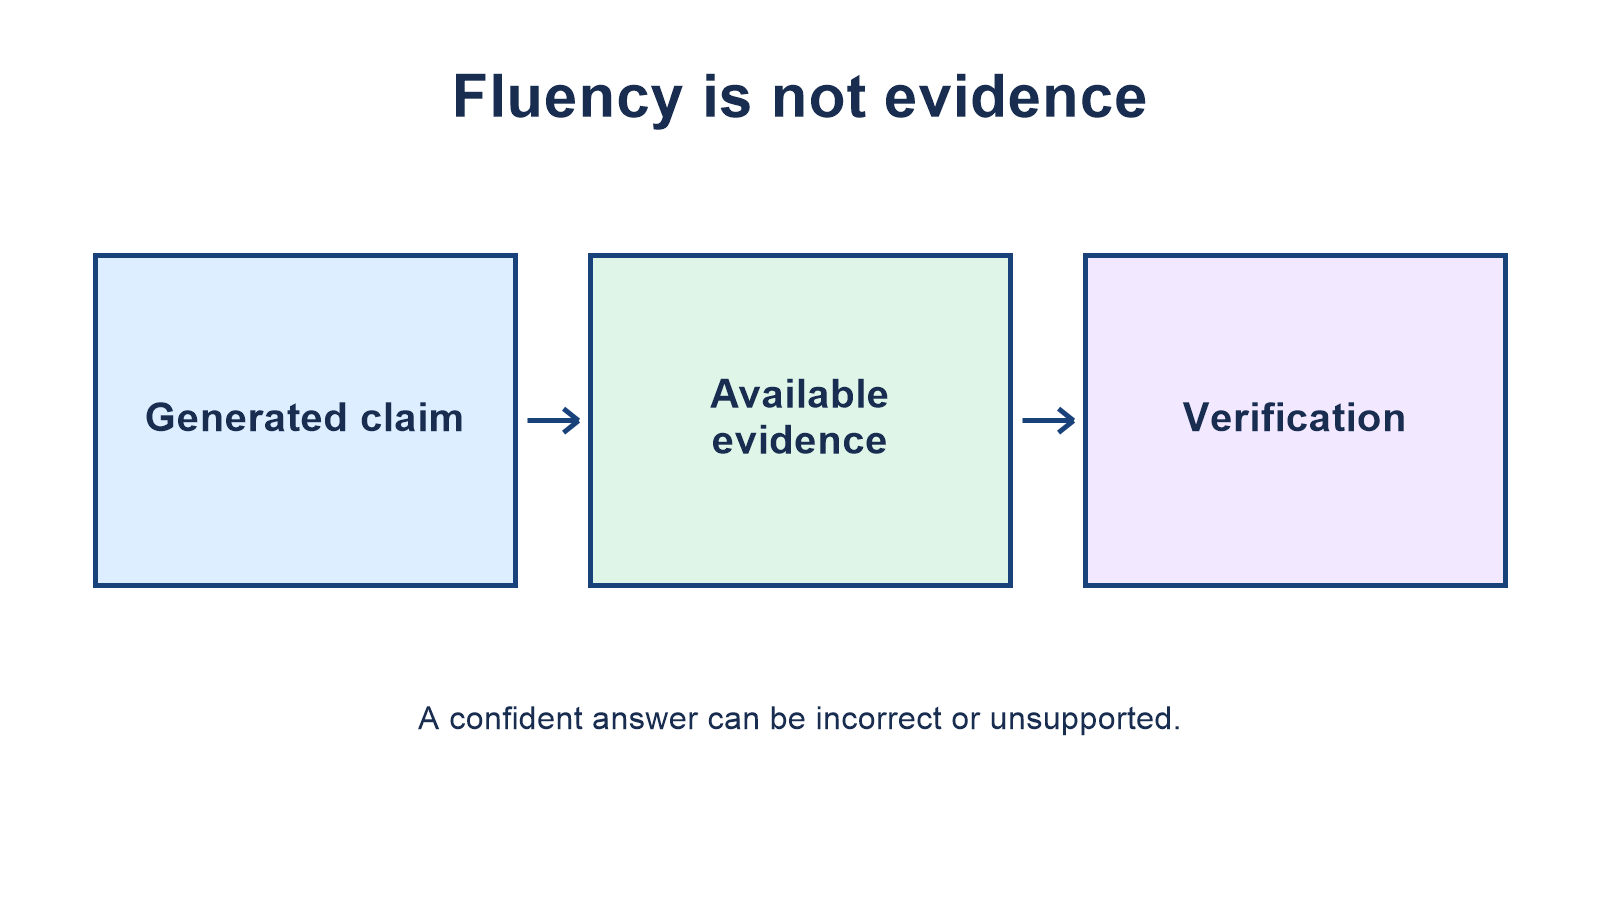 Fluency is not evidence
Generated claim
Available
evidence
Verification
A confident answer can be incorrect or unsupported.